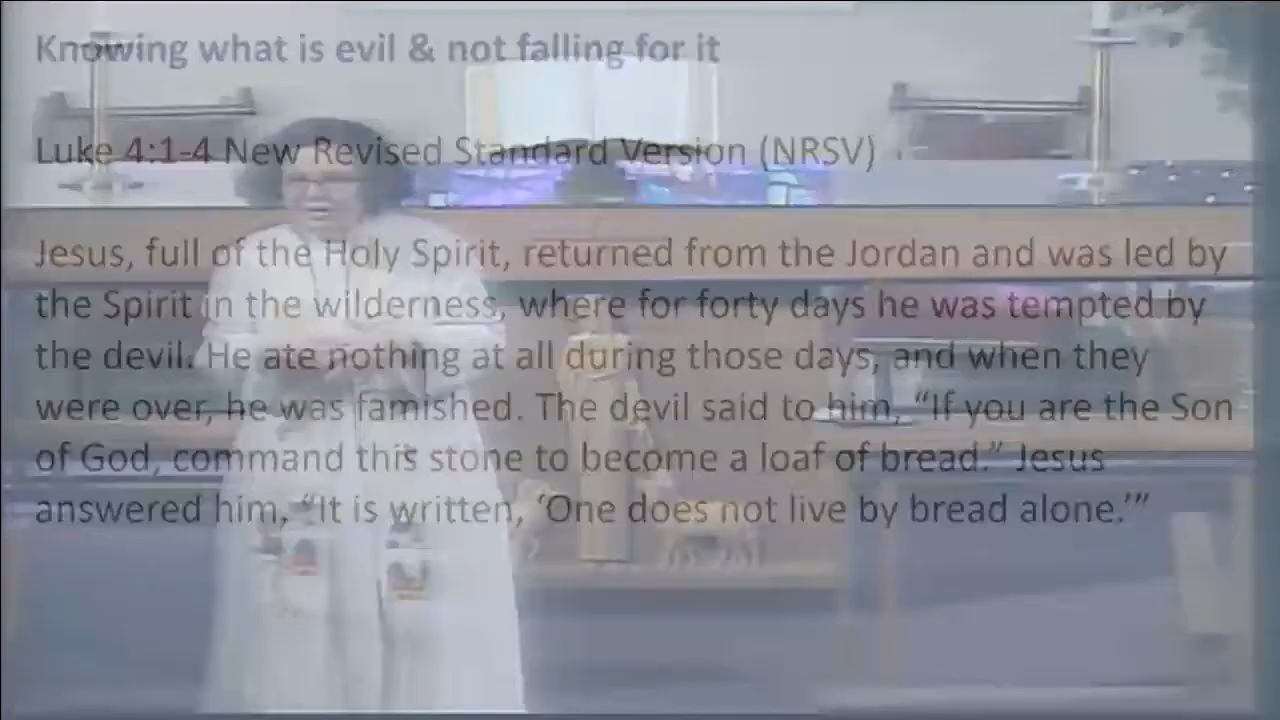 Knowing what is evil & not falling for it
Luke 4:1-4 New Revised Standard Version (NRSV)
Jesus, full of the Holy Spirit, returned from the Jordan and was led by
the Spirit in the wilderness, where for forty days he was tempted by
the devil. He ate nothing at all during those days, and when they
were over, he was famished. The devil said to him, “If you are the Son
of God, command this stone to become a loaf of bread.” Jesus
answered him, “It is written, ‘One does not live by bread alone.’”